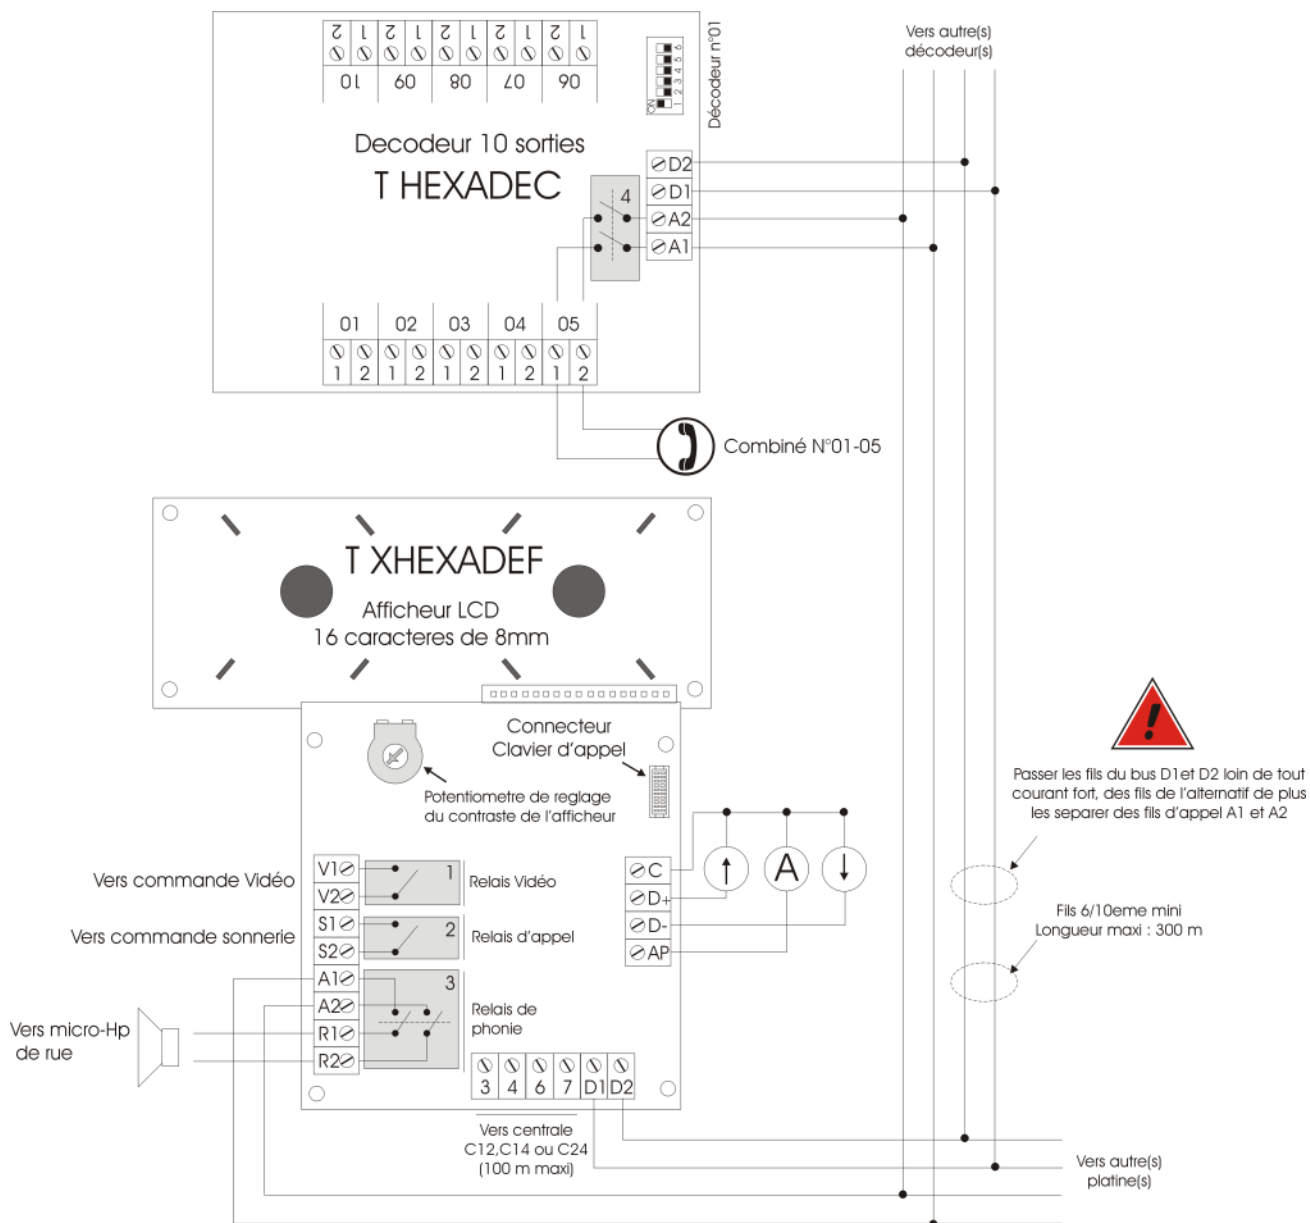 2 1 2 1 2 1 2 1 2 1
10 09 08 07 06
ON
1 2 3 4 5 6
Décodeur n°01
Vers autre(s)
décodeur(s)
Decodeur 10 sorties
T HEXADEC
4
D2
D1
A2
A1
01 02 03 04 05
1 2 1 2 1 2 1 2 1 2
Combiné N°01-05
T XHEXADEF
Afficheur LCD
16 caracteres de 8mm
Connecteur
Clavier d'appel
Potentiometre de reglage
du contraste de l'afficheur
!
Passer les fils du bus D1et D2 loin de tout
courant fort, des fils de l'alternatif de plus
les separer des fils d'appel A1 et A2
Fils 6/10eme mini
Longueur maxi : 300 m
Vers commande Vidéo
V1
V2
1
Relais Vidéo
Vers commande sonnerie
S1
S2
2
Relais d'appel
A1
A2
R1
R2
3
Relais de
phonie
Vers micro-Hp
de rue
C
D+
D-
AP
A
3 4 6 7 D1 D2
Vers centrale
C12,C14 ou C24
(100 m maxi)
Vers autre(s)
platine(s)